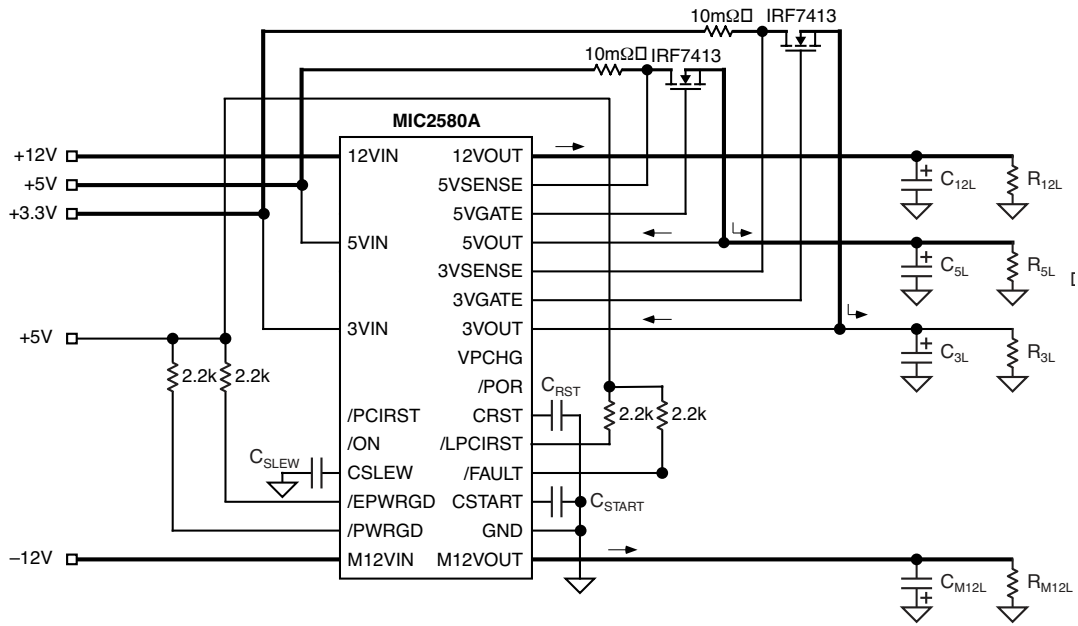 10mΩ□ IRF7413
10mΩ□ IRF7413
MIC2580A
+12V
+5V
+3.3V
+5V
–12V
12VIN
5VIN
3VIN
/PCIRST
/ON
CSLEW
/EPWRGD
/PWRGD
M12VIN
12VOUT
5VSENSE
5VGATE
5VOUT
3VSENSE
3VGATE
3VOUT
VPCHG
/POR
CRST
/LPCIRST
/FAULT
CSTART
GND
M12VOUT
2.2k 2.2k
CSLEW
CRST
2.2k 2.2k
CSTART
+ C12L R12L
+ C5L R5L □
+ C3L R3L
CM12L RM12L
+